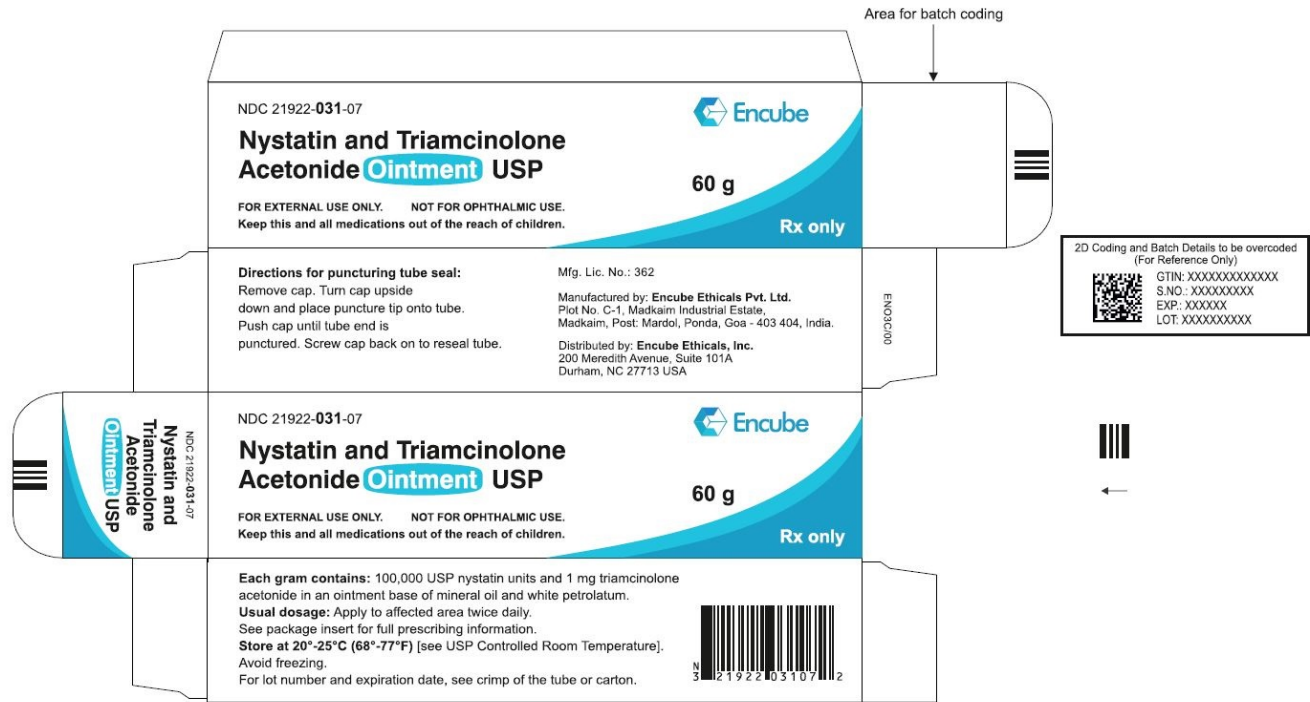 Area for batch coding
NDC 21922-031-07
Encube
Nystatin and Triamcinolone
Acetonide Ointment USP
60 g
FOR EXTERNAL USE ONLY. NOT FOR OPHTHALMIC USE.
Keep this and all medications out of the reach of children.
Rx only
Directions for puncturing tube seal:
Remove cap. Turn cap upside
down and place puncture tip onto tube.
Push cap until tube end is
punctured. Screw cap back on to reseal tube.
Mfg. Lic. No.: 362
Manufactured by: Encube Ethicals Pvt. Ltd.
Plot No. C-1, Madkaim Industrial Estate,
Madkaim, Post: Mardol, Ponda, Goa - 403 404, India.
Distributed by: Encube Ethicals, Inc.
200 Meredith Avenue, Suite 101A
Durham, NC 27713 USA
ENO3C/00
2D Coding and Batch Details to be overcoded
(For Reference Only)
GTIN: XXXXXXXXXXXXX
S.NO.: XXXXXXXXX
EXP.: XXXXXX
LOT: XXXXXXXXXX
NDC 21922-031-07
Nystatin and
Triamcinolone
Acetonide
Ointment USP
NDC 21922-031-07
Encube
Nystatin and Triamcinolone
Acetonide Ointment USP
60 g
FOR EXTERNAL USE ONLY. NOT FOR OPHTHALMIC USE.
Keep this and all medications out of the reach of children.
Rx only
Each gram contains: 100,000 USP nystatin units and 1 mg triamcinolone
acetonide in an ointment base of mineral oil and white petrolatum.
Usual dosage: Apply to affected area twice daily.
See package insert for full prescribing information.
Store at 20°-25°C (68°-77°F) [see USP Controlled Room Temperature].
Avoid freezing.
For lot number and expiration date, see crimp of the tube or carton.
N
3 21922 03107 2